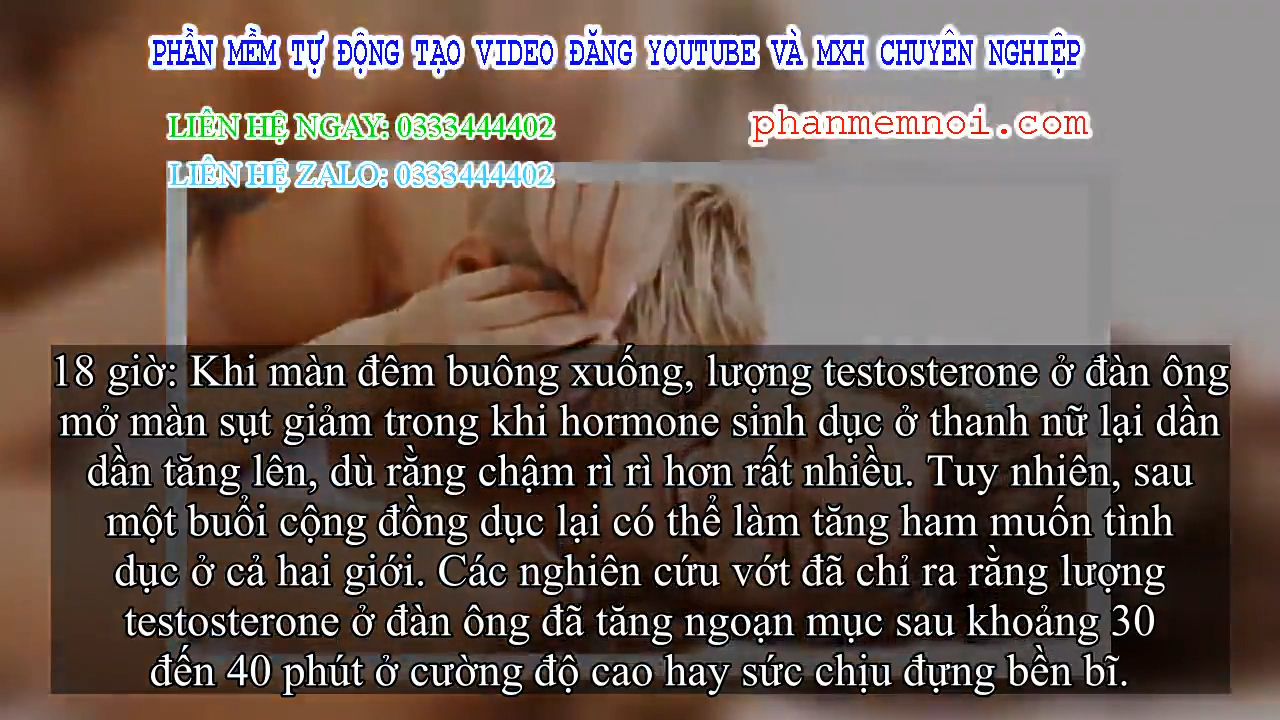 PHẦN MỀM TỰ ĐỘNG TẠO VIDEO ĐĂNG YOUTUBE VÀ MXH CHUYÊN NGHIỆP
LIÊN HỆ NGAY: 0333444402
phanmemnoi.com
LIÊN HỆ ZALO: 0333444402
18 giờ: Khi màn đêm buông xuống, lượng testosterone ở đàn ông
mở màn sụt giảm trong khi hormone sinh dục ở thanh nữ lại dần
dần tăng lên, dù rằng chậm rì rì hơn rất nhiều. Tuy nhiên, sau
một buổi cộng đồng dục lại có thể làm tăng ham muốn tình
dục ở cả hai giới. Các nghiên cứu vớt đã chỉ ra rằng lượng
testosterone ở đàn ông đã tăng ngoạn mục sau khoảng 30
đến 40 phút ở cường độ cao hay sức chịu đựng bền bĩ.